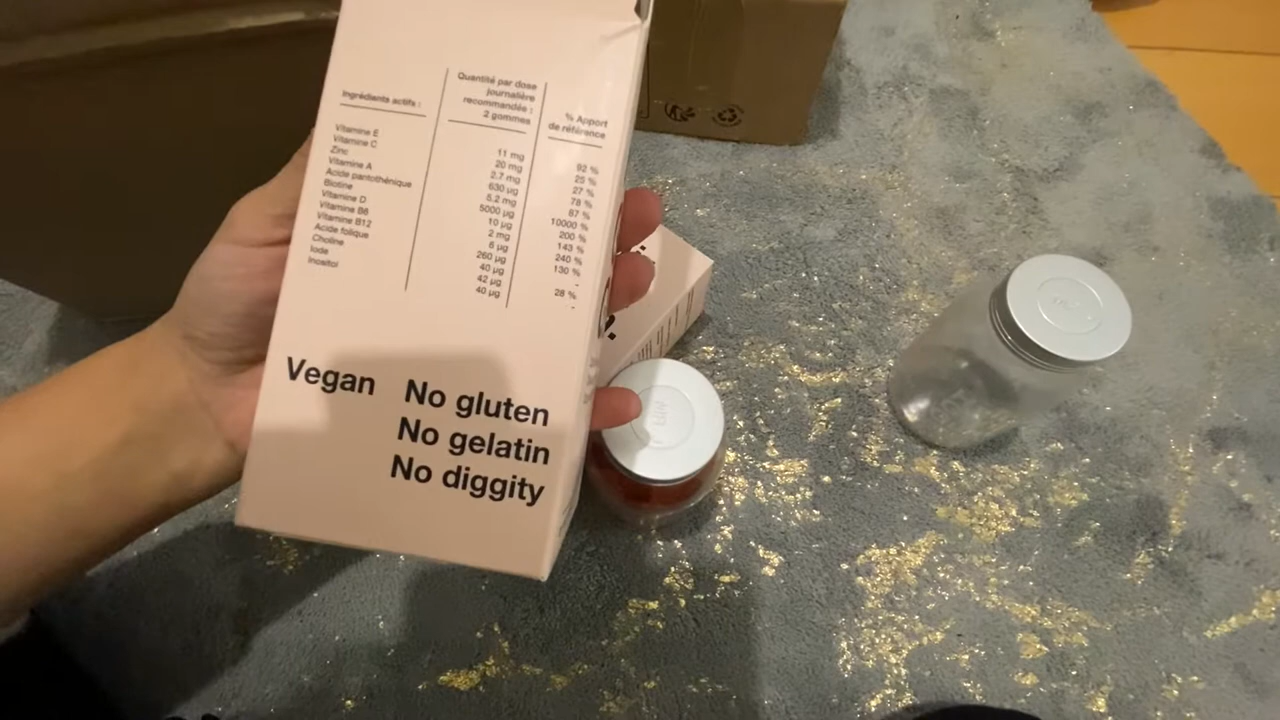 Ingrédients actifs :
Quantité par dose
journalière
recommandée :
2 gommes
% Apport
de référence
Vitamine E 11 mg 92 %
Vitamine C 20 mg 25 %
Zinc 2.7 mg 27 %
Vitamine A 630 µg 78 %
Acide pantothénique 5,2 mg 87 %
Biotine 5000 µg 10000 %
Vitamine D 10 µg 200 %
Vitamine B6 2 mg 143 %
Vitamine B12 6 µg 240 %
Acide folique 260 µg 130 %
Choline 40 µg -
Iode 42 µg 28 %
Inositol 40 µg -
Vegan No gluten
No gelatin
No diggity